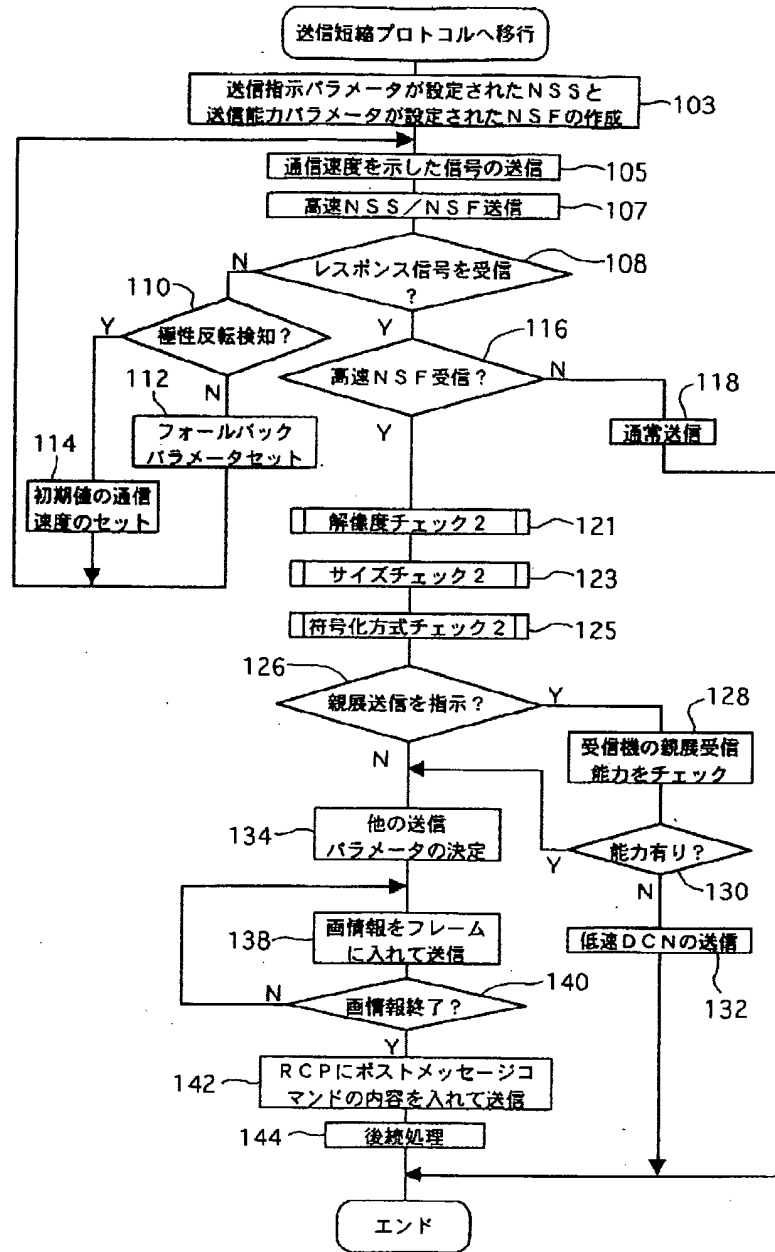 送信短縮プロトコルへ移行
送信指示パラメータが設定されたNSSと
送信能力パラメータが設定されたNSFの作成
103
通信速度を示した信号の送信
105
高速NSS/NSF送信
107
レスポンス信号を受信
?
108
N
Y
110
極性反転検知?
Y
N
116
高速NSF受信?
N
Y
112
フォールバック
パラメータセット
118
通常送信
114
初期値の通信
速度のセット
解像度チェック2
121
サイズチェック2
123
符号化方式チェック2
125
126
親展送信を指示?
Y
N
128
受信機の親展受信
能力をチェック
134
他の送信
パラメータの決定
能力有り?
Y
N
130
138
画情報をフレーム
に入れて送信
低速DCNの送信
132
画情報終了?
140
N
Y
142
RCPにポストメッセージコ
マンドの内容を入れて送信
144
後続処理
エンド